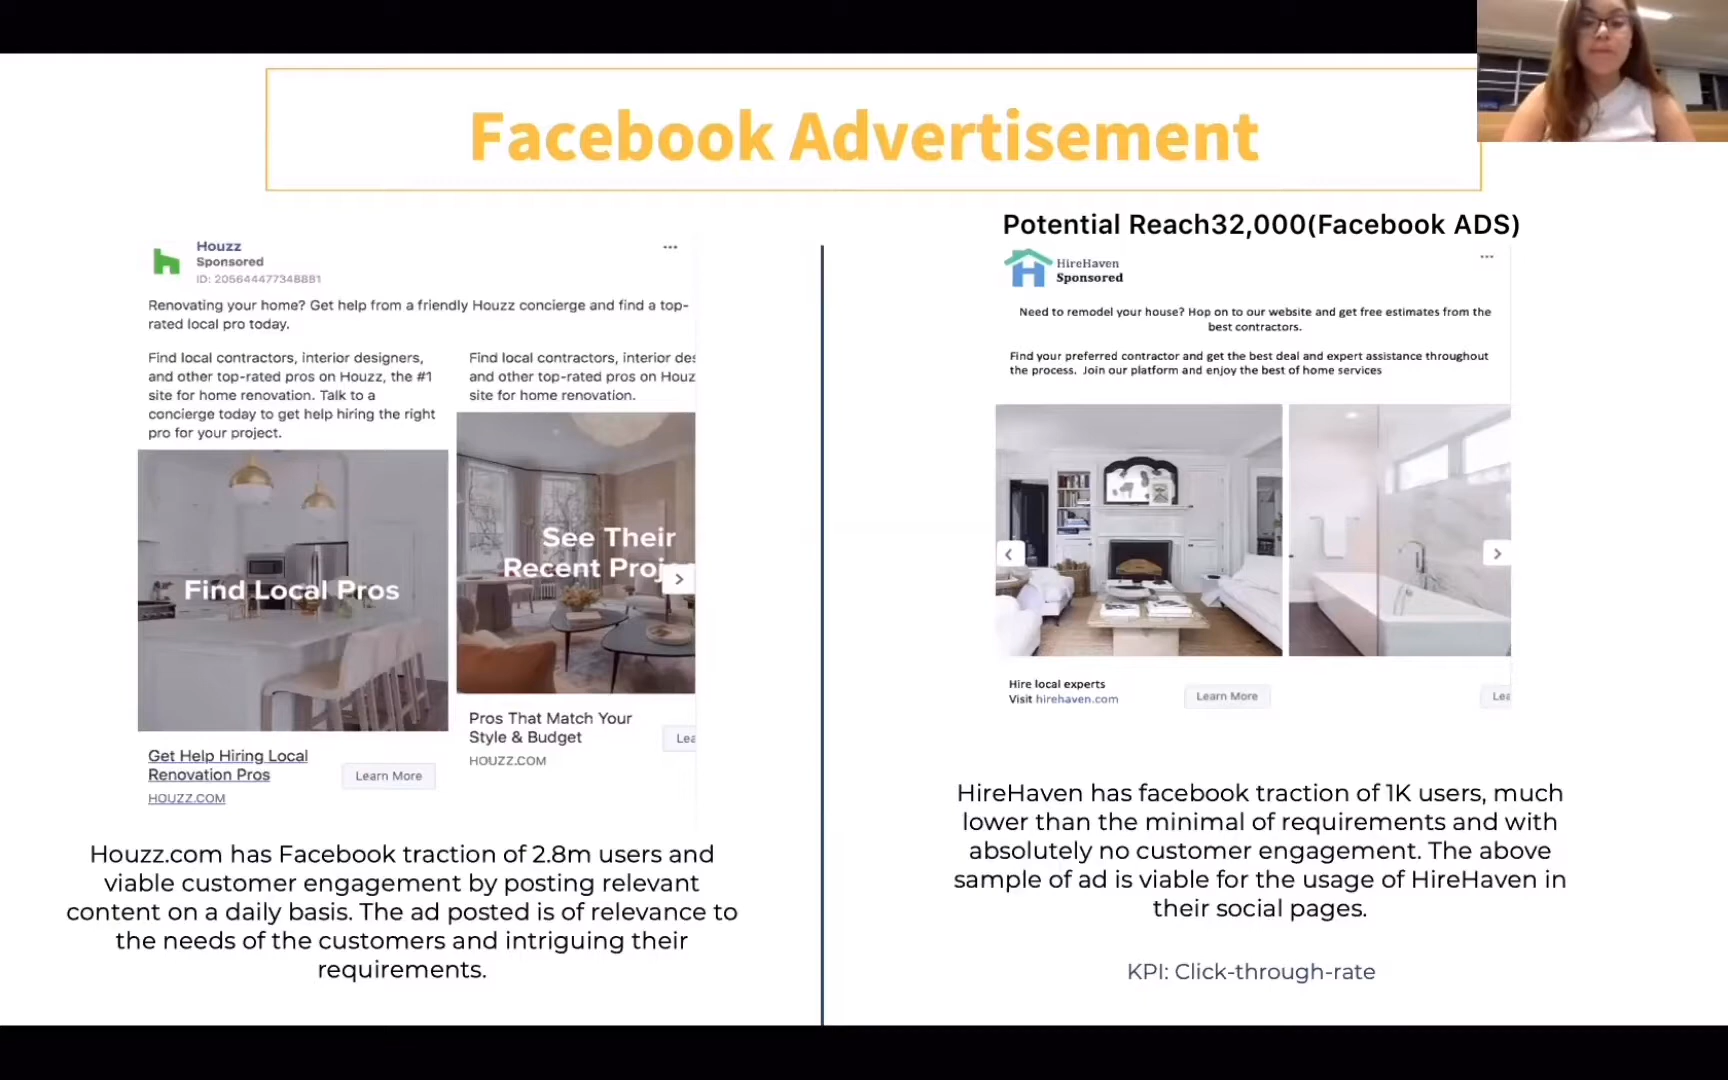 Facebook Advertisement
Houzz
Sponsored
ID: 205644477348881
Renovating your home? Get help from a friendly Houzz concierge and find a top-
rated local pro today.
Find local contractors, interior designers,
and other top-rated pros on Houzz, the #1
site for home renovation. Talk to a
concierge today to get help hiring the right
pro for your project.
Find Local Pros
Get Help Hiring Local
Renovation Pros
HOUZZ.COM
Learn More
Find local contractors, interior des
and other top-rated pros on Houz
site for home renovation.
See Their
Recent Proj
Pros That Match Your
Style & Budget
HOUZZ.COM
Lea
Houzz.com has Facebook traction of 2.8m users and
viable customer engagement by posting relevant
content on a daily basis. The ad posted is of relevance to
the needs of the customers and intriguing their
requirements.
Potential Reach32,000(Facebook ADS)
HireHaven
Sponsored
Need to remodel your house? Hop on to our website and get free estimates from the
best contractors.
Find your preferred contractor and get the best deal and expert assistance throughout
the process. Join our platform and enjoy the best of home services
Hire local experts
Visit hirehaven.com
Learn More
Lea
HireHaven has facebook traction of 1K users, much
lower than the minimal of requirements and with
absolutely no customer engagement. The above
sample of ad is viable for the usage of HireHaven in
their social pages.
KPI: Click-through-rate